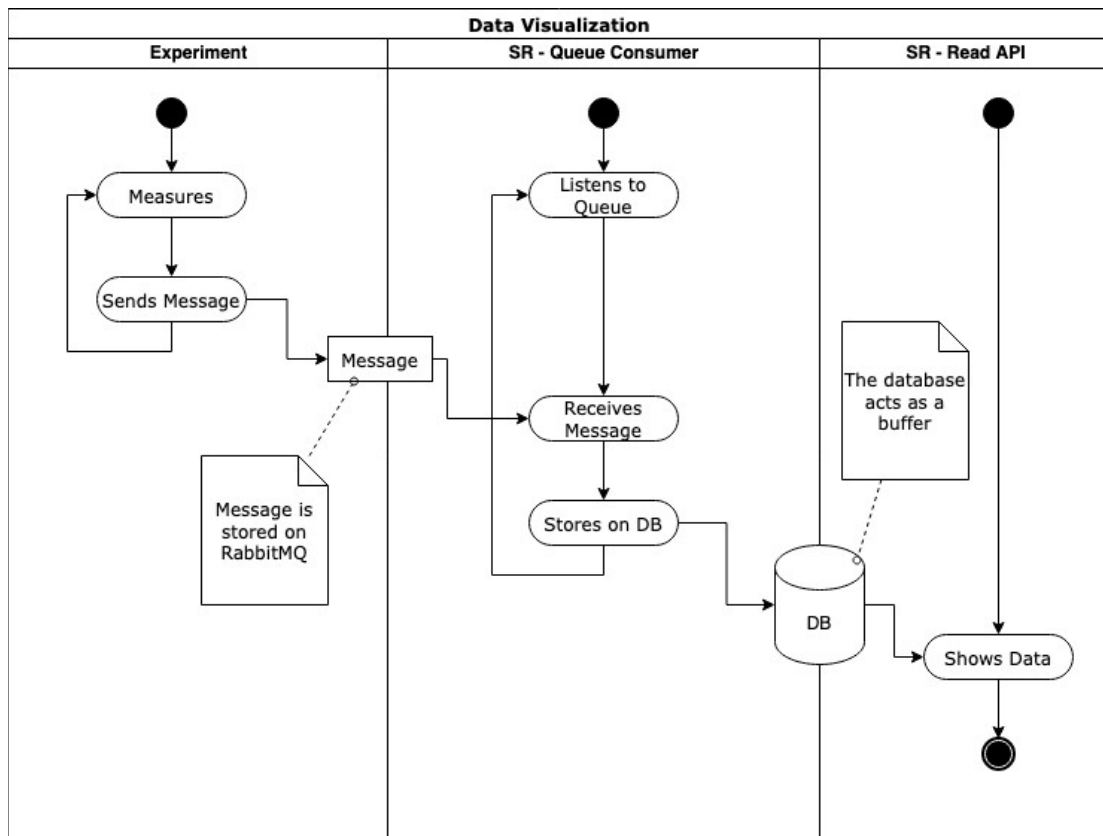 Data Visualization
Experiment
SR - Queue Consumer
SR - Read API
Measures
Listens to
Queue
Sends Message
Message
The database
acts as a
buffer
Receives
Message
Message is
stored on
RabbitMQ
Stores on DB
DB
Shows Data